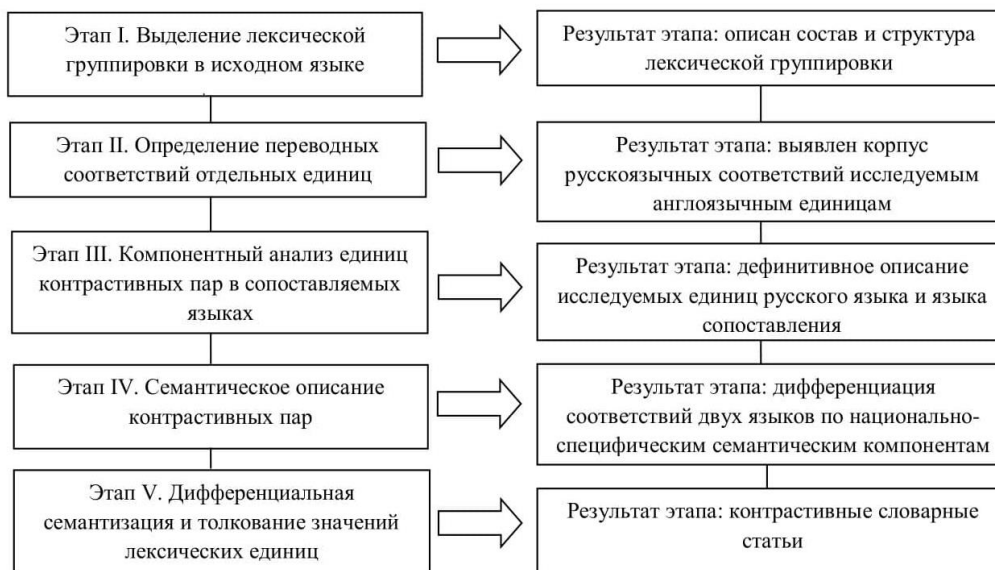 Этап I. Выделение лексической
группировки в исходном языке
Результат этапа: описан состав и структура
лексической группировки
Этап II. Определение переводных
соответствий отдельных единиц
Результат этапа: выявлен корпус
русскоязычных соответствий исследуемым
англоязычным единицам
Этап III. Компонентный анализ единиц
контрастивных пар в сопоставляемых
языках
Результат этапа: дефинитивное описание
исследуемых единиц русского языка и языка
сопоставления
Этап IV. Семантическое описание
контрастивных пар
Результат этапа: дифференциация
соответствий двух языков по национально-
специфическим семантическим компонентам
Этап V. Дифференциальная
семантизация и толкование значений
лексических единиц
Результат этапа: контрастивные словарные
статьи